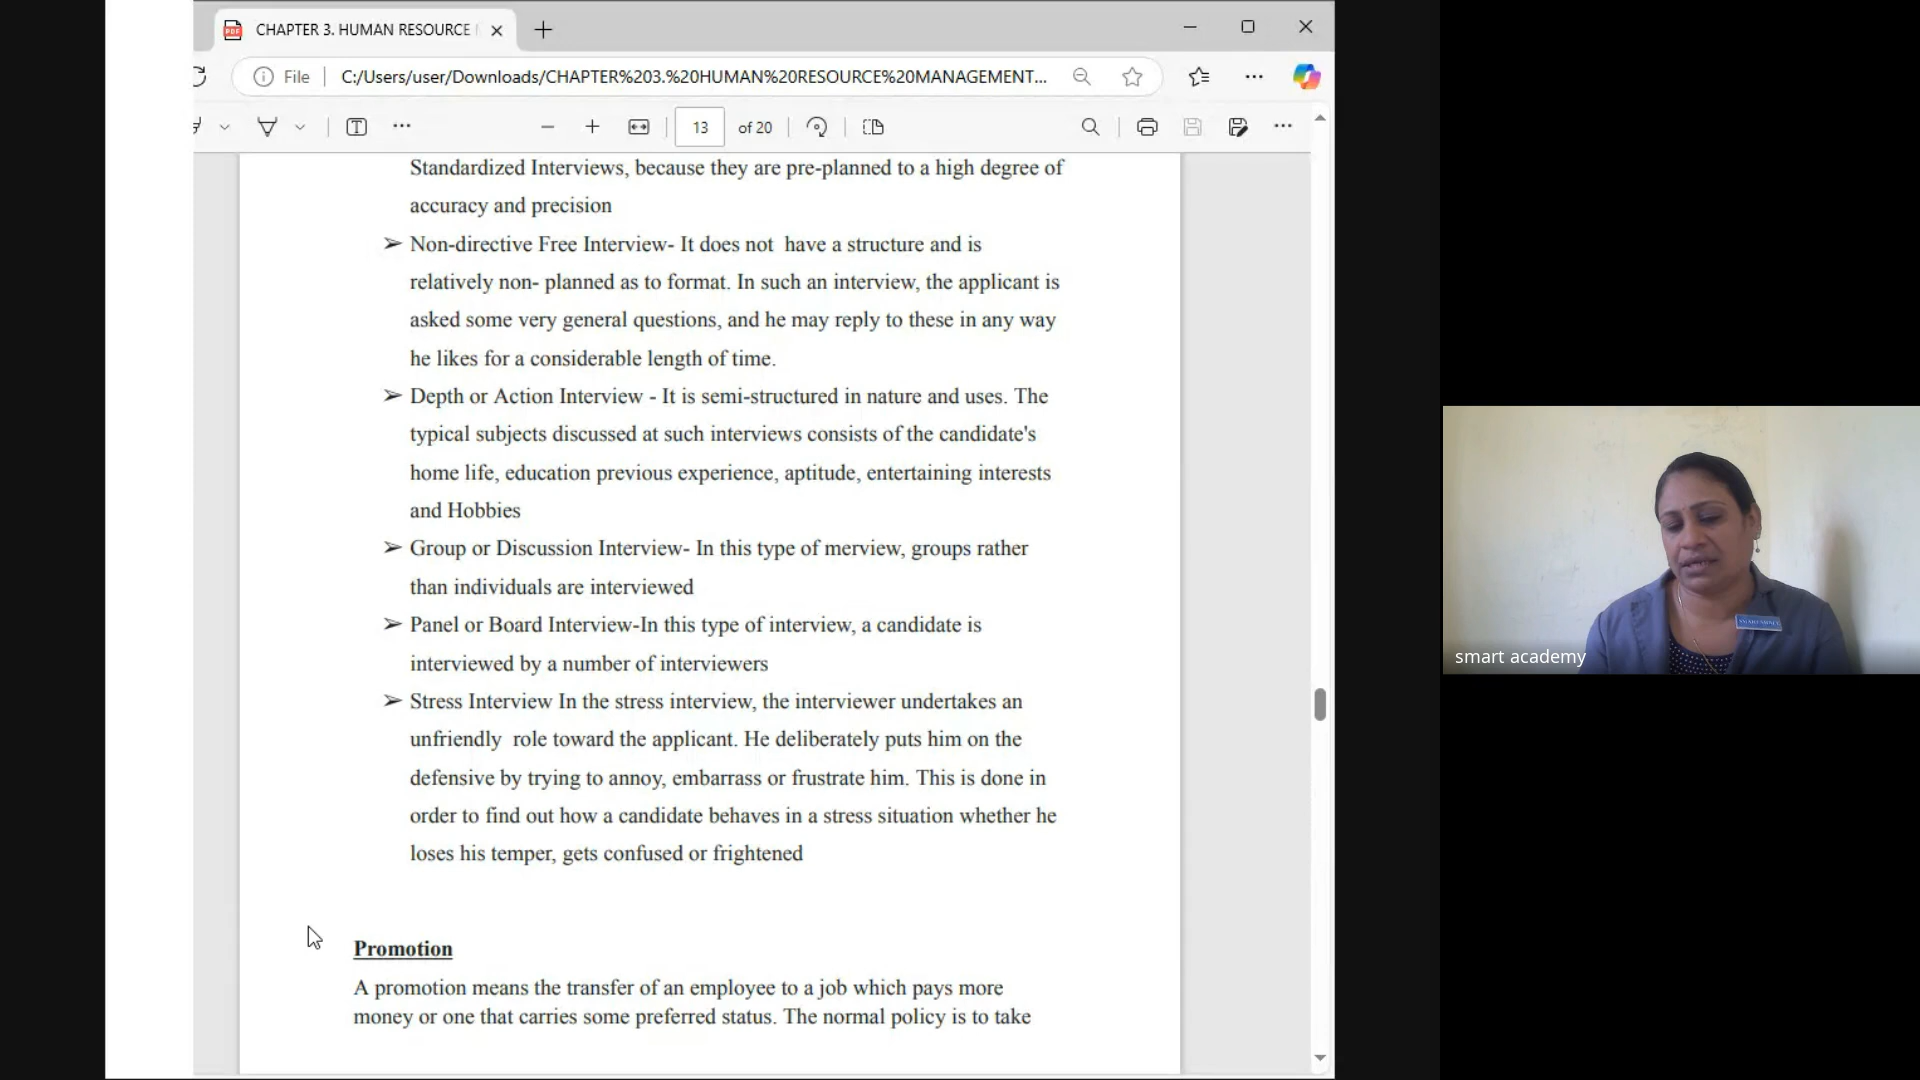 CHAPTER 3. HUMAN RESOURCE
File
C:/Users/user/Downloads/CHAPTER%203.%20HUMAN%20RESOURCE%20MANAGEMENT...
13 of 20
Standardized Interviews, because they are pre-planned to a high degree of
accuracy and precision
➢ Non-directive Free Interview- It does not  have a structure and is
relatively non- planned as to format. In such an interview, the applicant is
asked some very general questions, and he may reply to these in any way
he likes for a considerable length of time.
➢ Depth or Action Interview - It is semi-structured in nature and uses. The
typical subjects discussed at such interviews consists of the candidate's
home life, education previous experience, aptitude, entertaining interests
and Hobbies
➢ Group or Discussion Interview- In this type of merview, groups rather
than individuals are interviewed
➢ Panel or Board Interview-In this type of interview, a candidate is
interviewed by a number of interviewers
➢ Stress Interview In the stress interview, the interviewer undertakes an
unfriendly  role toward the applicant. He deliberately puts him on the
defensive by trying to annoy, embarrass or frustrate him. This is done in
order to find out how a candidate behaves in a stress situation whether he
loses his temper, gets confused or frightened
Promotion
A promotion means the transfer of an employee to a job which pays more
money or one that carries some preferred status. The normal policy is to take
smart academy